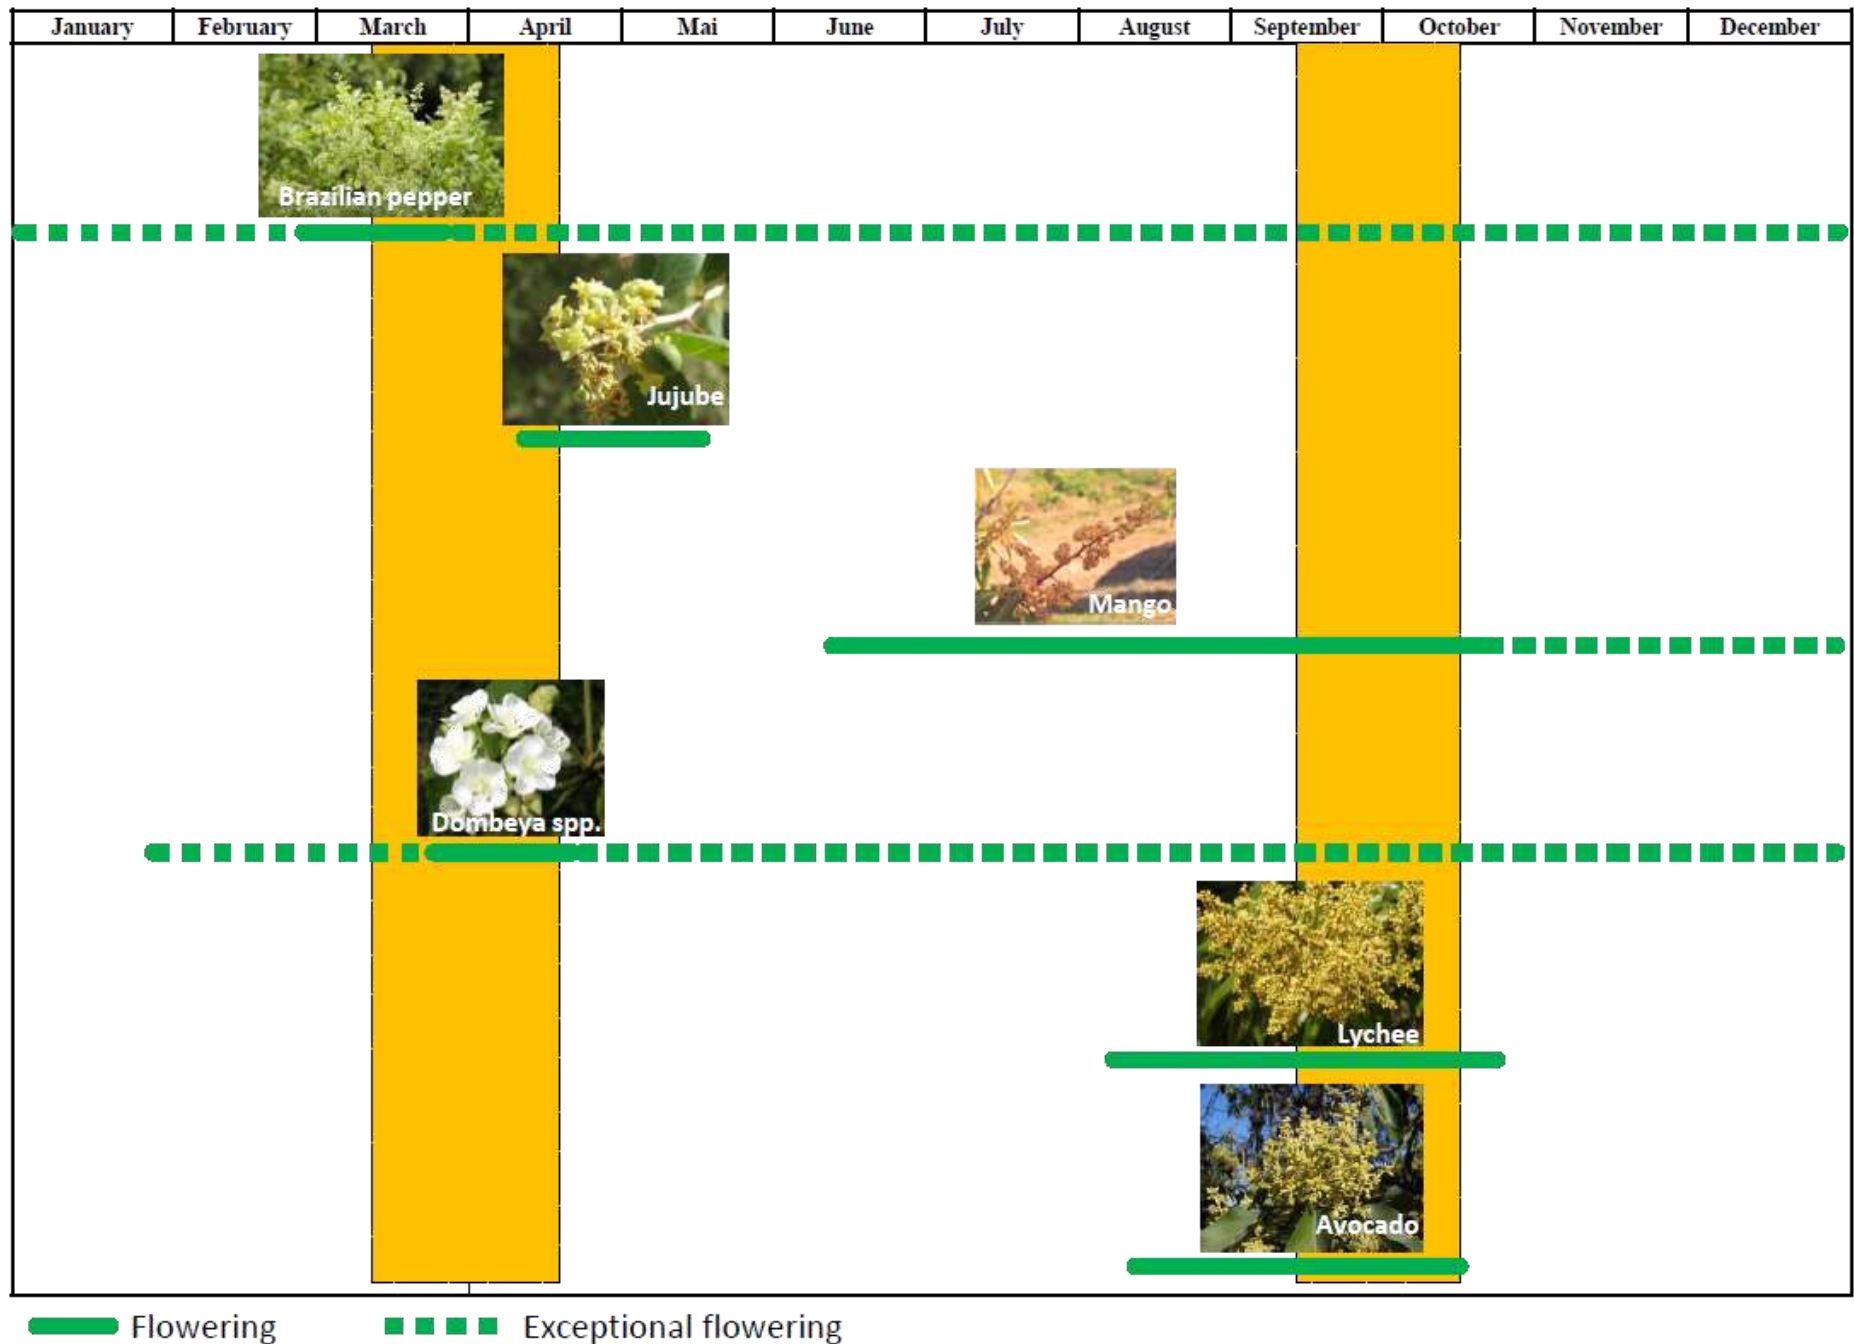 January February March April Mai June July August September October November December
Brazilian pepper
Jujube
Mango
Dombeya spp.
Lychee
Avocado
Flowering Exceptional flowering